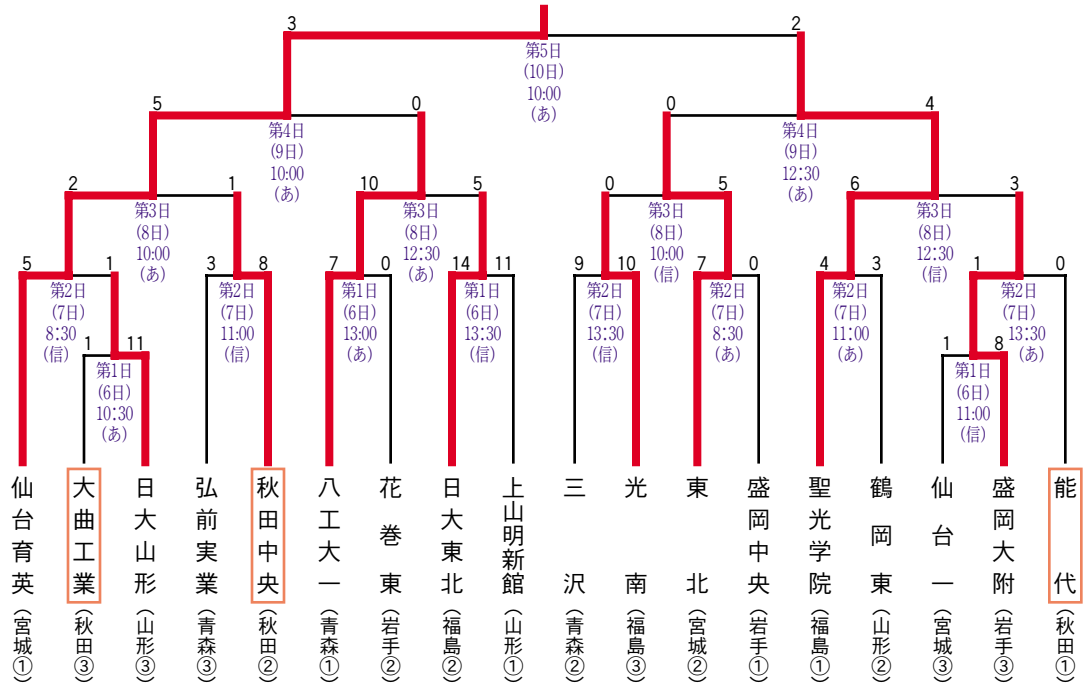 3 2
第5日
(10日)
10:00
(あ)
5 0 0 4
第4日
(9日)
10:00
(あ)
第4日
(9日)
12:30
(あ)
2 1 10 5 0 5 6 3
第3日
(8日)
10:00
(あ)
第3日
(8日)
12:30
(あ)
第3日
(8日)
10:00
(信)
第3日
(8日)
12:30
(信)
5 1 3 8 7 0 14 11 9 10 7 0 4 3 1 0
第2日
(7日)
8:30
(信)
第2日
(7日)
11:00
(信)
第1日
(6日)
13:00
(あ)
第1日
(6日)
13:30
(信)
第2日
(7日)
13:30
(信)
第2日
(7日)
8:30
(あ)
第2日
(7日)
11:00
(あ)
第2日
(7日)
13:30
(あ)
1 11 1 8
第1日
(6日)
10:30
(あ)
第1日
(6日)
11:00
(信)
仙台育英(宮城①)
大曲工業(秋田③)
日大山形(山形③)
弘前実業(青森③)
秋田中央(秋田②)
八工大一(青森①)
花巻東(岩手②)
日大東北(福島②)
上山明新館(山形①)
三沢(青森②)
光南(福島③)
東北(宮城②)
盛岡中央(岩手①)
聖光学院(福島①)
鶴岡東(山形②)
仙台一(宮城③)
盛岡大附(岩手③)
能代(秋田①)